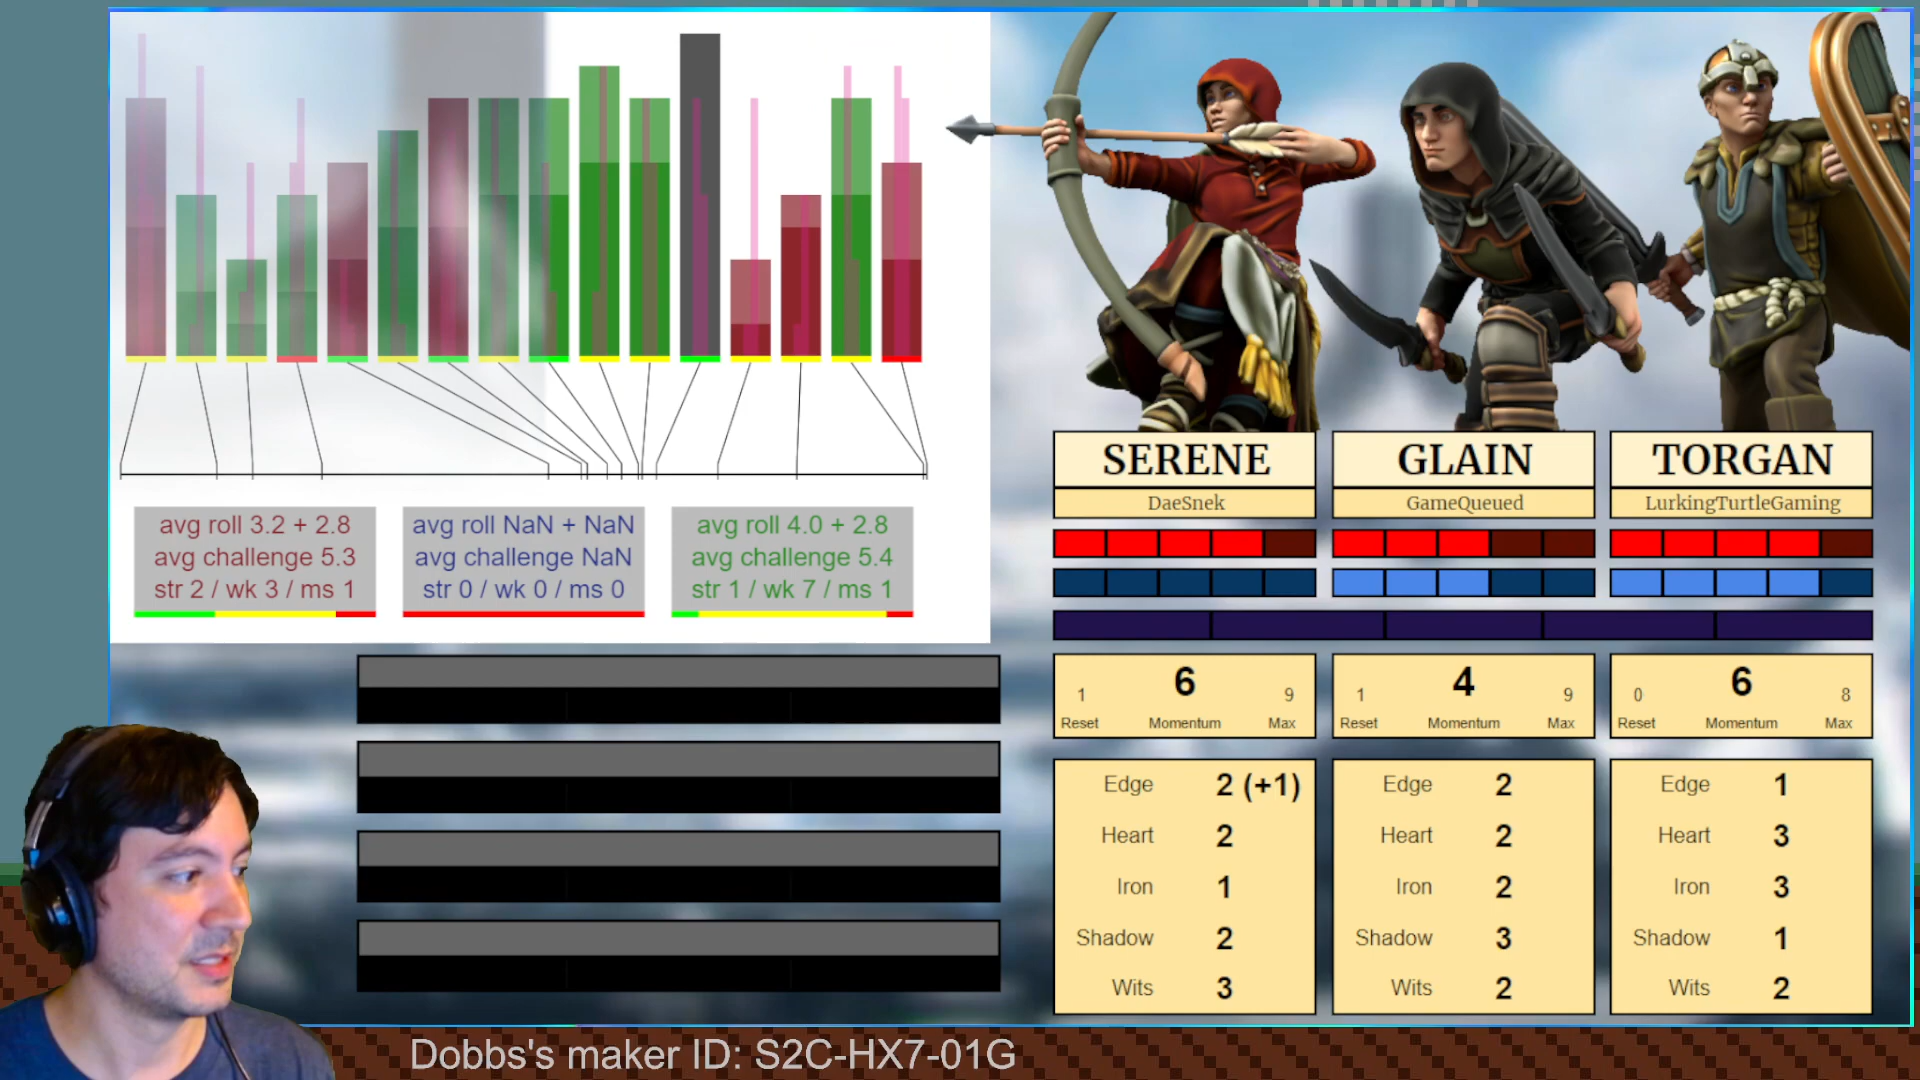 avg roll 3.2 + 2.8
avg challenge 5.3
str 2 / wk 3 / ms 1
avg roll NaN + NaN
avg challenge NaN
str 0 / wk 0 / ms 0
avg roll 4.0 + 2.8
avg challenge 5.4
str 1 / wk 7 / ms 1
SERENE
DaeSnek
1 6 9
Reset Momentum Max
Edge 2 (+1)
Heart 2
Iron 1
Shadow 2
Wits 3
GLAIN
GameQueued
1 4 9
Reset Momentum Max
Edge 2
Heart 2
Iron 2
Shadow 3
Wits 2
TORGAN
LurkingTurtleGaming
0 6 8
Reset Momentum Max
Edge 1
Heart 3
Iron 3
Shadow 1
Wits 2
Dobbs's maker ID: S2C-HX7-01G